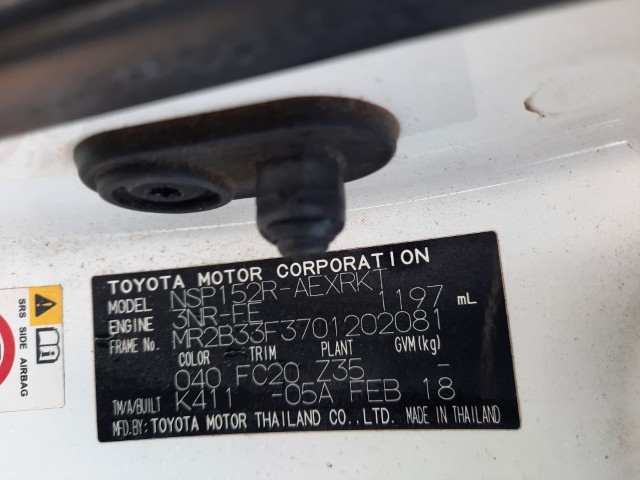 TOYOTA MOTOR CORPORATION
MODEL NSP152R-AEXRKT
ENGINE 3NR-FE 1197 mL
FRAME No. MR2B33F3701202081
COLOR TRIM PLANT GVM(kg)
040 FC20 Z35 -
TM/A/BUILT K411 -05A FEB 18
MFD.BY: TOYOTA MOTOR THAILAND CO.,LTD. MADE IN THAILAND
SRS SIDE AIRBAG